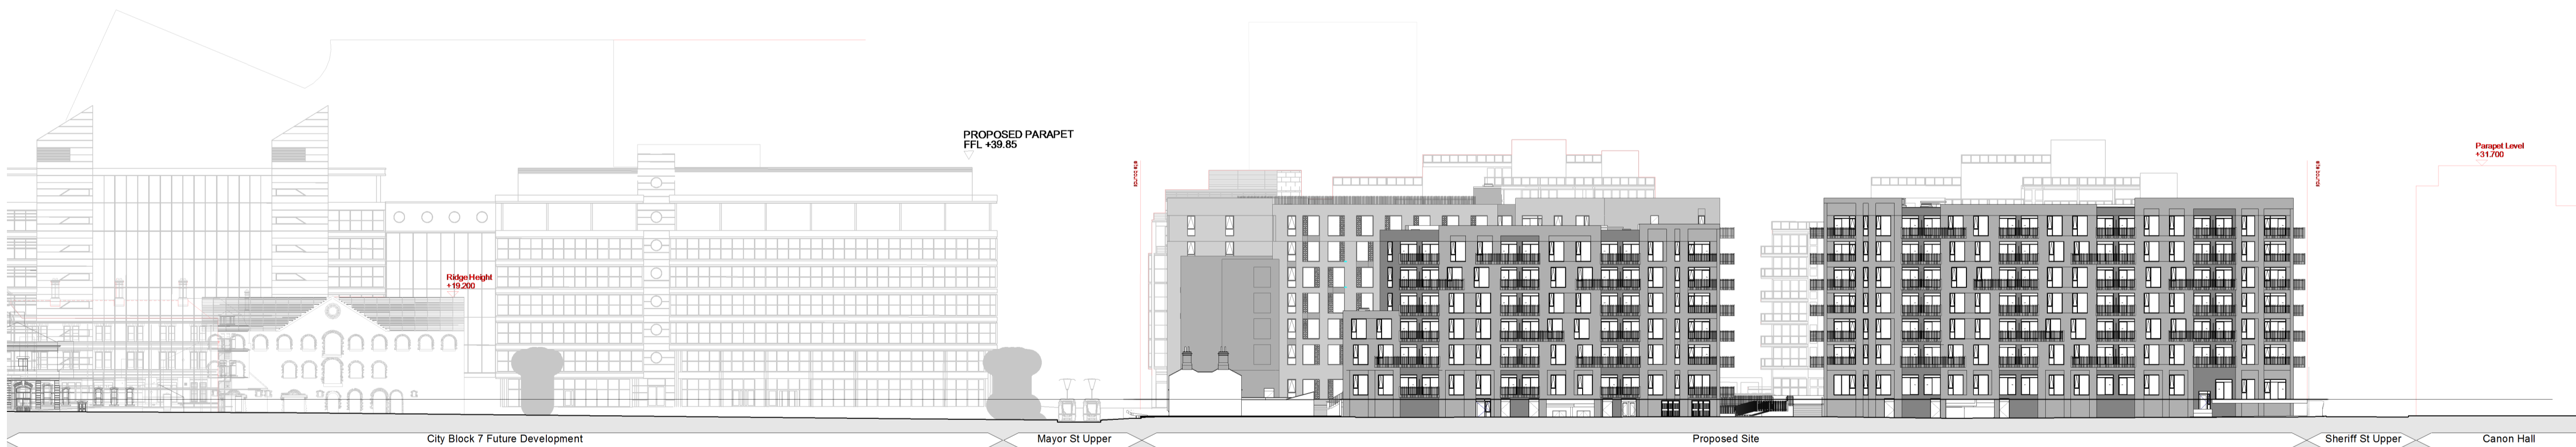 PROPOSED PARAPET
FFL +39.85
Ridge Height
+19.200
Parapet Level
+31.700
City Block 7 Future Development
Mayor St Upper
Proposed Site
Sheriff St Upper
Canon Hall